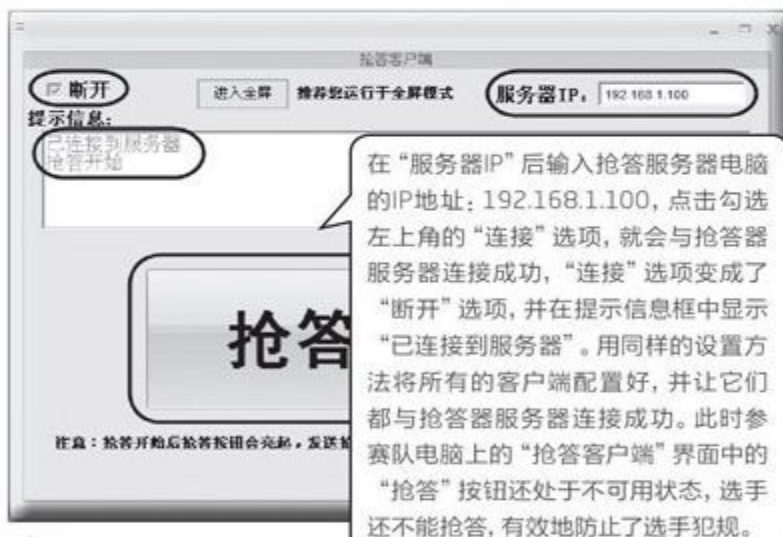 抢答客户端
断开
进入全屏
推荐您运行于全屏模式
服务器IP:
192.168.1.100
提示信息:
已连接到服务器
抢答开始
抢答
注意:抢答开始后抢答按钮会亮起,发送
在“服务器IP”后输入抢答服务器电脑
的IP地址:192.168.1.100,点击勾选
左上角的“连接”选项,就会与抢答器
服务器连接成功,“连接”选项变成了
“断开”选项,并在提示信息框中显示
“已连接到服务器”。用同样的设置方
法将所有的客户端配置好,并让它们
都与抢答器服务器连接成功。此时参
赛队电脑上的“抢答客户端”界面中的
“抢答”按钮还处于不可用状态,选手
还不能抢答,有效地防止了选手犯规。